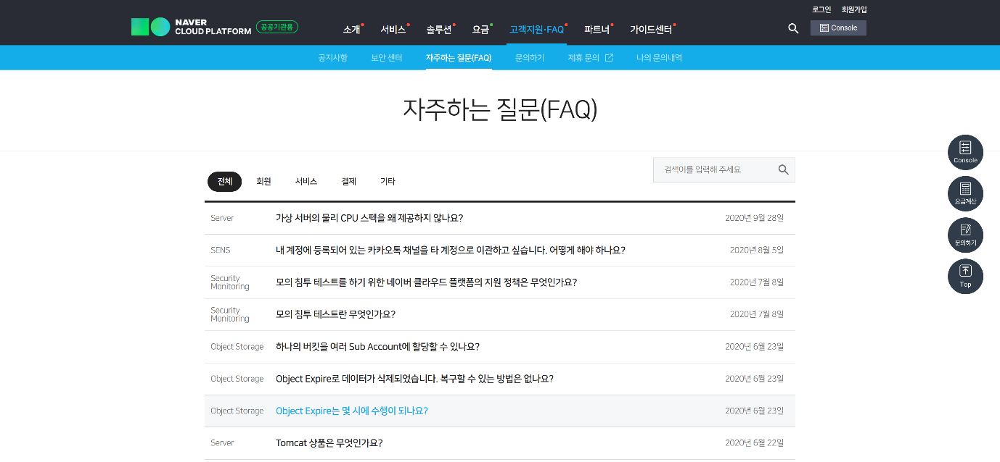 로그인 회원가입
NAVER
CLOUD PLATFORM 공공기관용
소개 서비스 솔루션 요금 고객지원·FAQ 파트너 가이드센터 Console
공지사항 보안 센터 자주하는 질문(FAQ) 문의하기 제휴 문의 나의 문의내역
자주하는 질문(FAQ)
검색어를 입력해 주세요
전체 회원 서비스 결제 기타
Server 가상 서버의 물리 CPU 스펙을 왜 제공하지 않나요? 2020년 9월 28일
SENS 내 계정에 등록되어 있는 카카오톡 채널을 타 계정으로 이관하고 싶습니다. 어떻게 해야 하나요? 2020년 8월 5일
Security
Monitoring 모의 침투 테스트를 하기 위한 네이버 클라우드 플랫폼의 지원 정책은 무엇인가요? 2020년 7월 8일
Security
Monitoring 모의 침투 테스트란 무엇인가요? 2020년 7월 8일
Object Storage 하나의 버킷을 여러 Sub Account에 할당할 수 있나요? 2020년 6월 23일
Object Storage Object Expire로 데이터가 삭제되었습니다. 복구할 수 있는 방법은 없나요? 2020년 6월 23일
Object Storage Object Expire는 몇 시에 수행이 되나요? 2020년 6월 23일
Server Tomcat 상품은 무엇인가요? 2020년 6월 22일
Console
요금계산
문의하기
Top